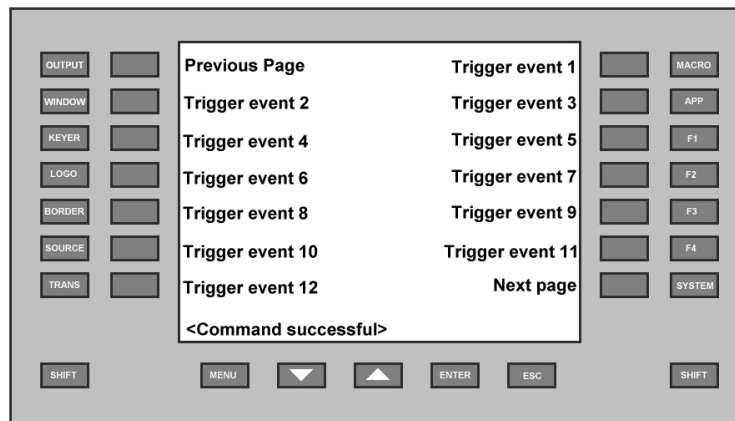 OUTPUT
Previous Page
Trigger event 1
MACRO
WINDOW
Trigger event 2
Trigger event 3
APP
KEYER
Trigger event 4
Trigger event 5
F1
LOGO
Trigger event 6
Trigger event 7
F2
BORDER
Trigger event 8
Trigger event 9
F3
SOURCE
Trigger event 10
Trigger event 11
F4
TRANS
Trigger event 12
Next page
SYSTEM
<Command successful>
SHIFT
MENU
ENTER
ESC
SHIFT